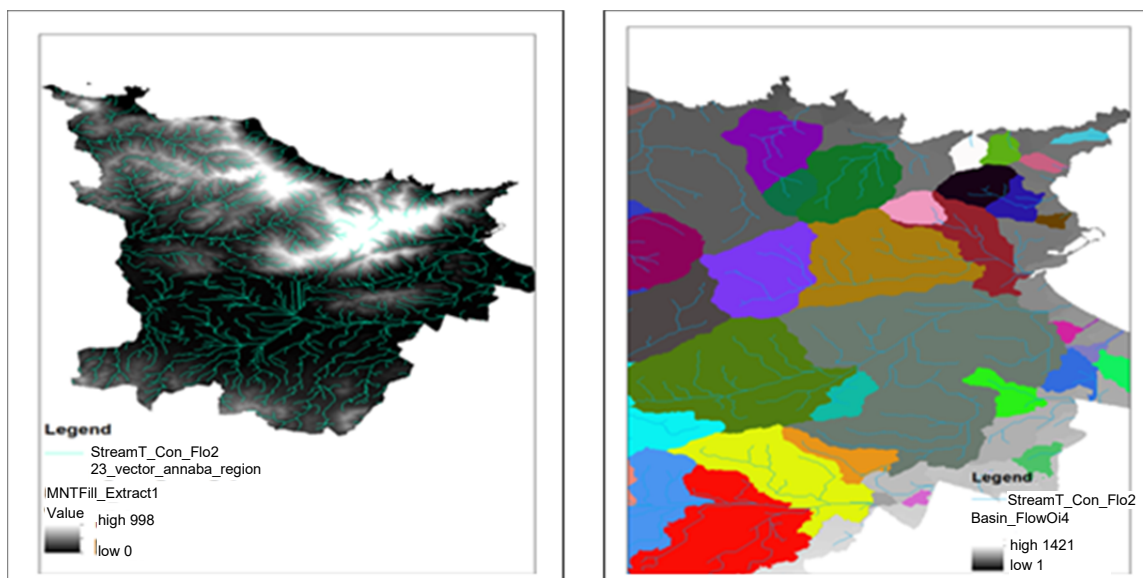 Legend
StreamT_Con_Flo2
23_vector_annaba_region
MNTFill_Extract1
Value
high 998
low 0
Legend
StreamT_Con_Flo2
Basin_FlowOi4
high 1421
low 1